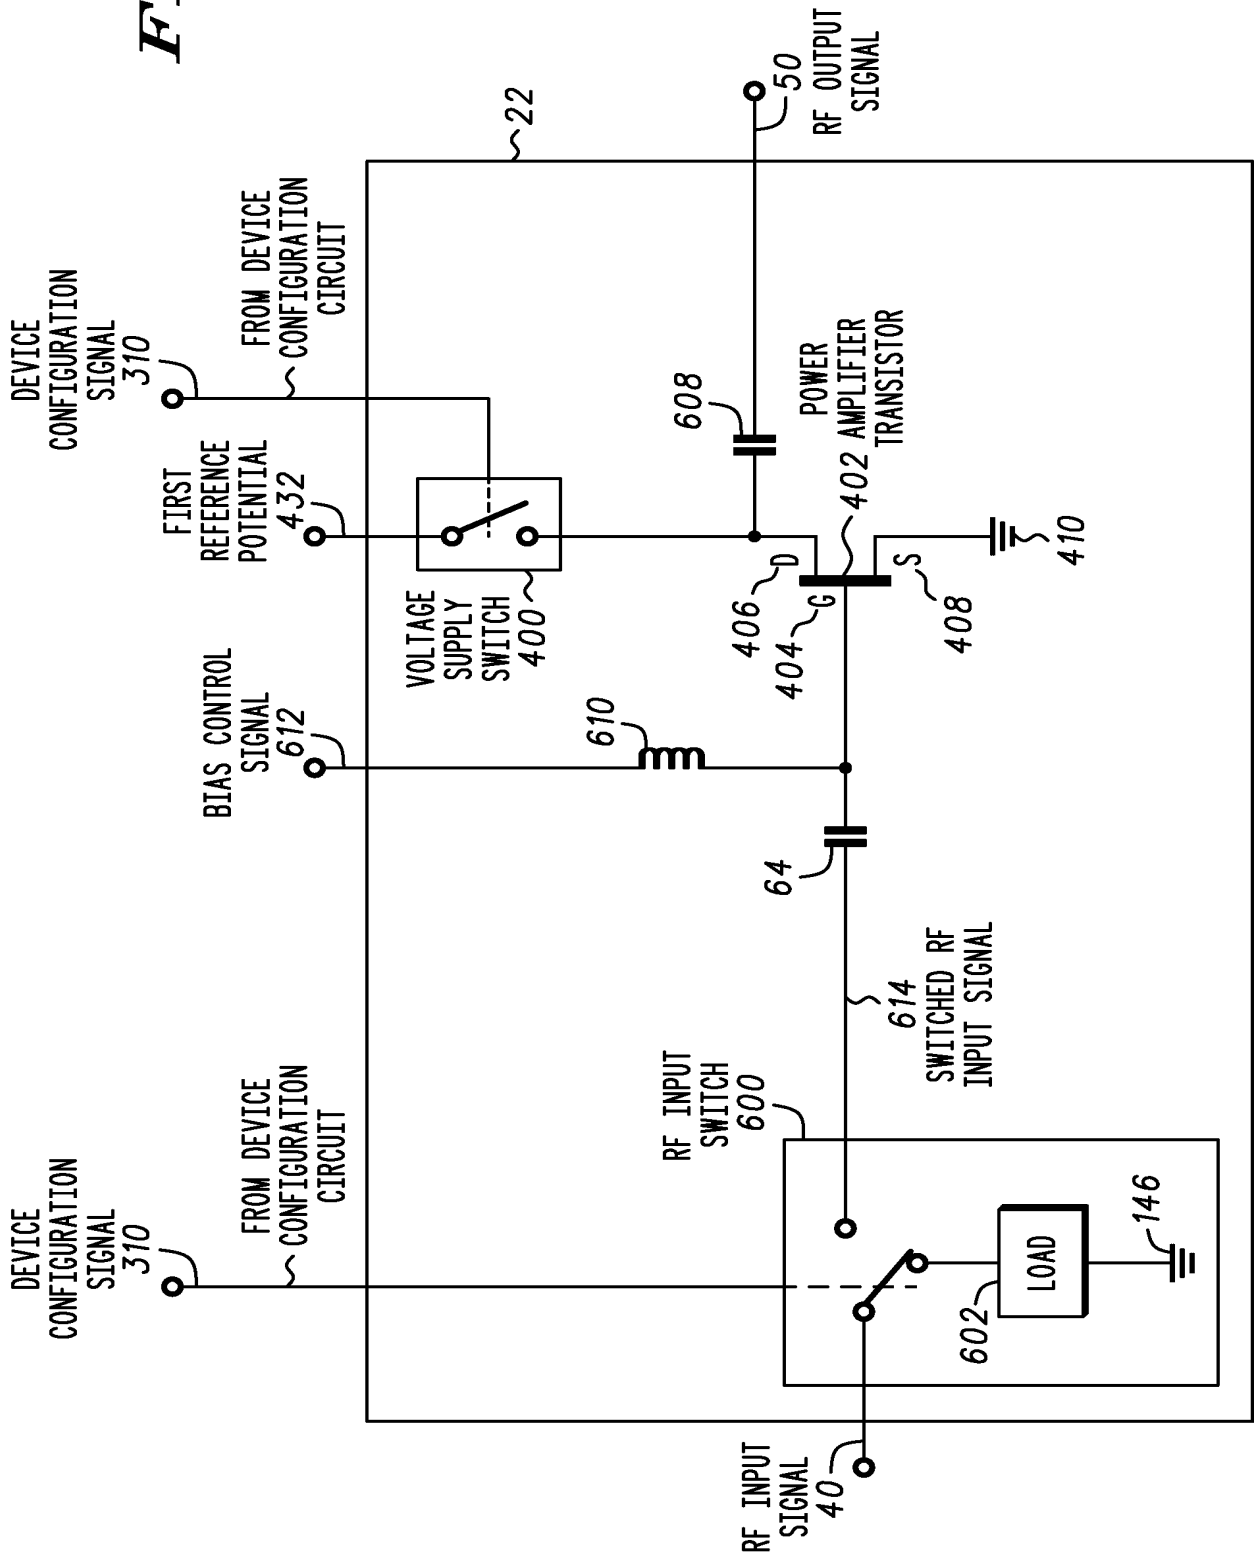 DEVICE
CONFIGURATION
SIGNAL
310
FROM DEVICE
CONFIGURATION
CIRCUIT
BIAS CONTROL
SIGNAL
612
FIRST
REFERENCE
POTENTIAL
432
DEVICE
CONFIGURATION
SIGNAL
310
FROM DEVICE
CONFIGURATION
CIRCUIT
22
VOLTAGE
SUPPLY
SWITCH
400
610
608
RF INPUT
SWITCH
600
64
406
D
404
G
402
POWER
AMPLIFIER
TRANSISTOR
S
408
410
50
RF OUTPUT
SIGNAL
614
SWITCHED RF
INPUT SIGNAL
RF INPUT
SIGNAL
40
602
LOAD
146